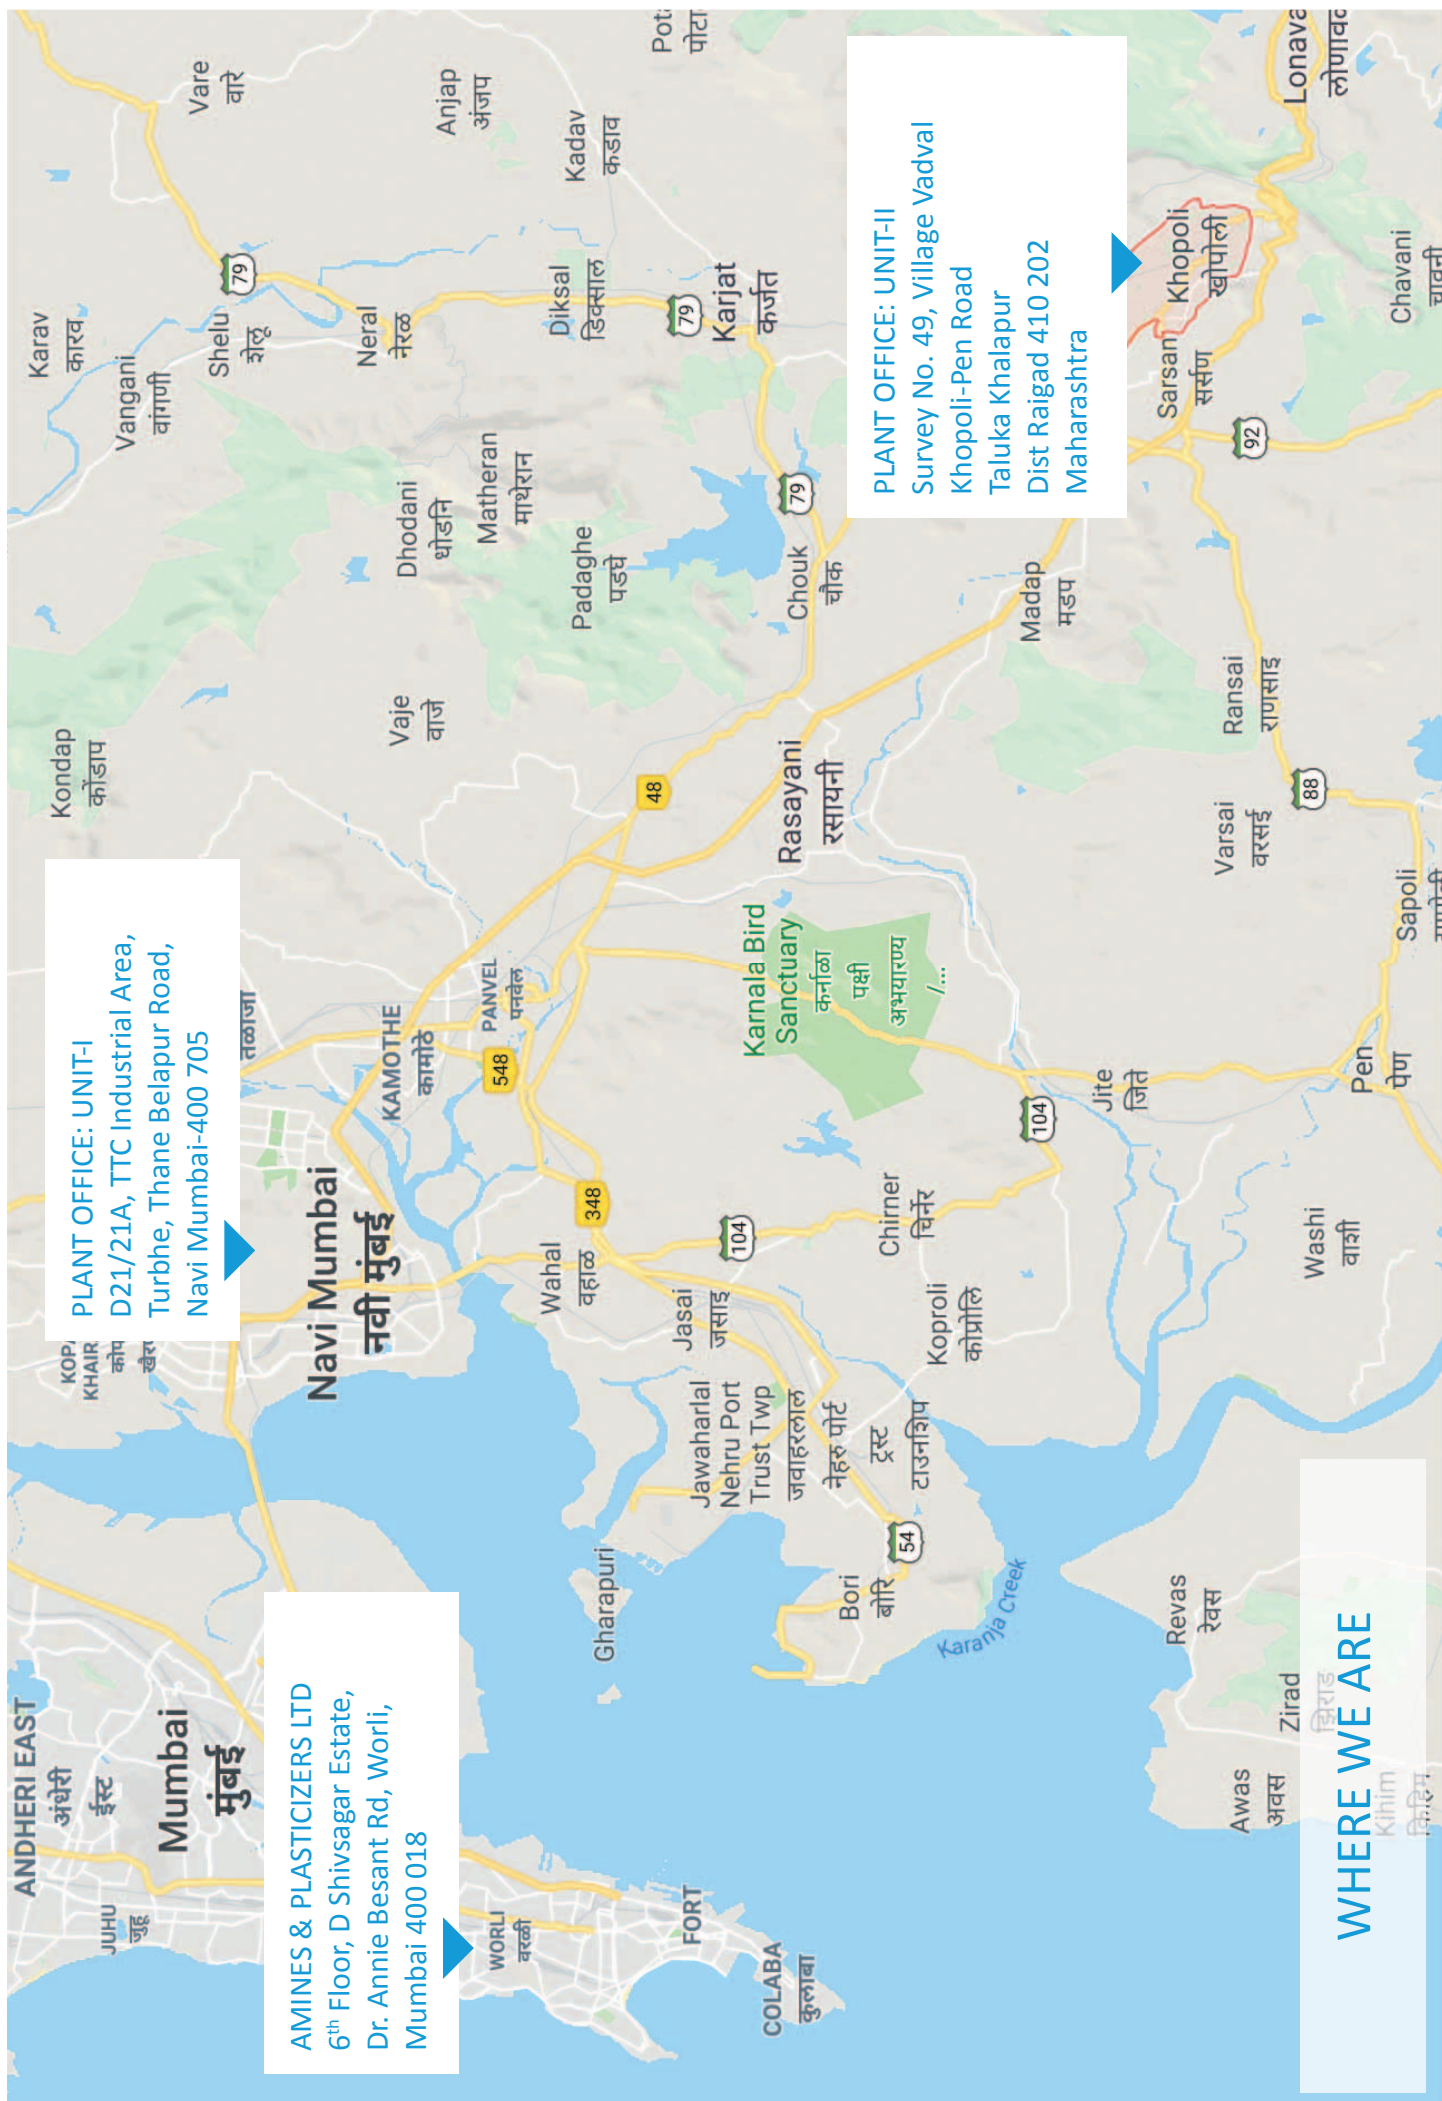 ANDHERI EAST
अंधेरी
ईस्ट
JUHU
जुहू
Mumbai
मुंबई
AMINES & PLASTICIZERS LTD
6th Floor, D Shivsagar Estate,
Dr. Annie Besant Rd, Worli,
Mumbai 400 018
WORLI
वरळी
FORT
COLABA
कुलाबा
KHAIR
PLANT OFFICE: UNIT-I
D21/21A, TTC Industrial Area,
Turbhe, Thane Belapur Road,
Navi Mumbai-400 705
तळोजा
Navi Mumbai
नवी मुंबई
KAMOTHE
कामोठे
PANVEL
पनवेल
548
348
48
Wahal
वहाळ
Gharapuri
Jasai
जसाइ
104
Jawaharlal
Nehru Port
Trust Twp
जवाहरलाल
नेहरु पोर्ट
ट्रस्ट
टाउनशिप
Bori
बोरि
54
Karanja Creek
Chirner
चिर्नेर
Koproli
कोप्रोलि
Karnala Bird
Sanctuary
कर्नाळा
पक्षी
अभयारण्य
/...
104
Jite
जिते
Kondap
कोंडाप
Karav
कारव
Vangani
वांगणी
Vare
वारे
Shelu
शेलू
79
Neral
नेरळ
Anjap
अंजप
Kadav
कडाव
Diksal
डिक्साल
79
Karjat
कर्जत
Dhodani
धोडनि
Matheran
माथेरान
Padaghe
पडघे
Vaje
वाजे
79
Chouk
चौक
Rasayani
रसायनी
Madap
मडप
PLANT OFFICE: UNIT-II
Survey No. 49, Village Vadval
Khopoli-Pen Road
Taluka Khalapur
Dist Raigad 410 202
Maharashtra
Khopoli
खोपोली
Sarsan
सर्सण
92
Lonava
Chavani
चावनी
Ransai
राणसाइ
Varsai
वरसई
88
Sapoli
Pen
पेण
Washi
वाशी
Revas
रेवस
Zirad
झिराड
Awas
अवस
Kihim
किहिम
WHERE WE ARE